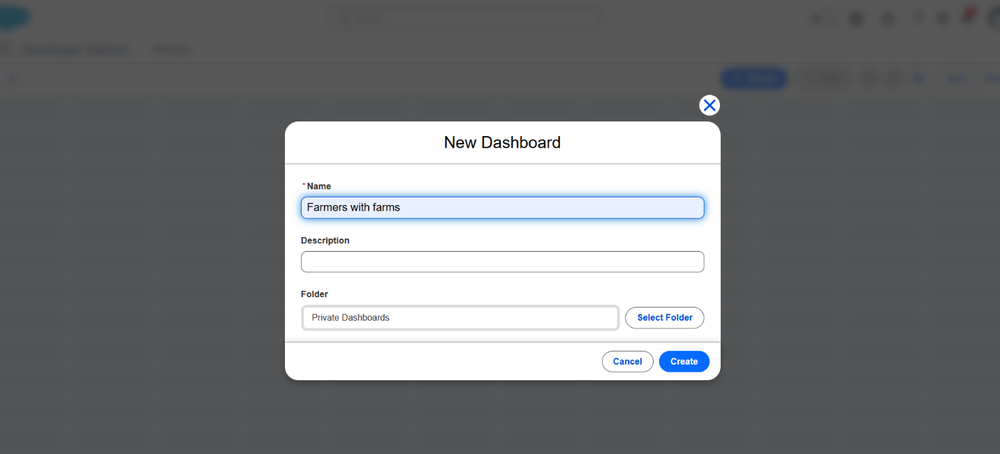 New Dashboard
* Name
Farmers with farms
Description
Folder
Private Dashboards
Select Folder
Cancel
Create